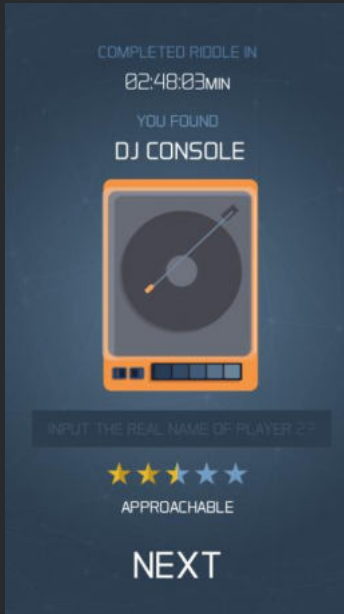 COMPLETED RIDDLE IN
02:48:03MIN
YOU FOUND
DJ CONSOLE
INPUT THE REAL NAME OF PLAYER 2?
APPROACHABLE
NEXT